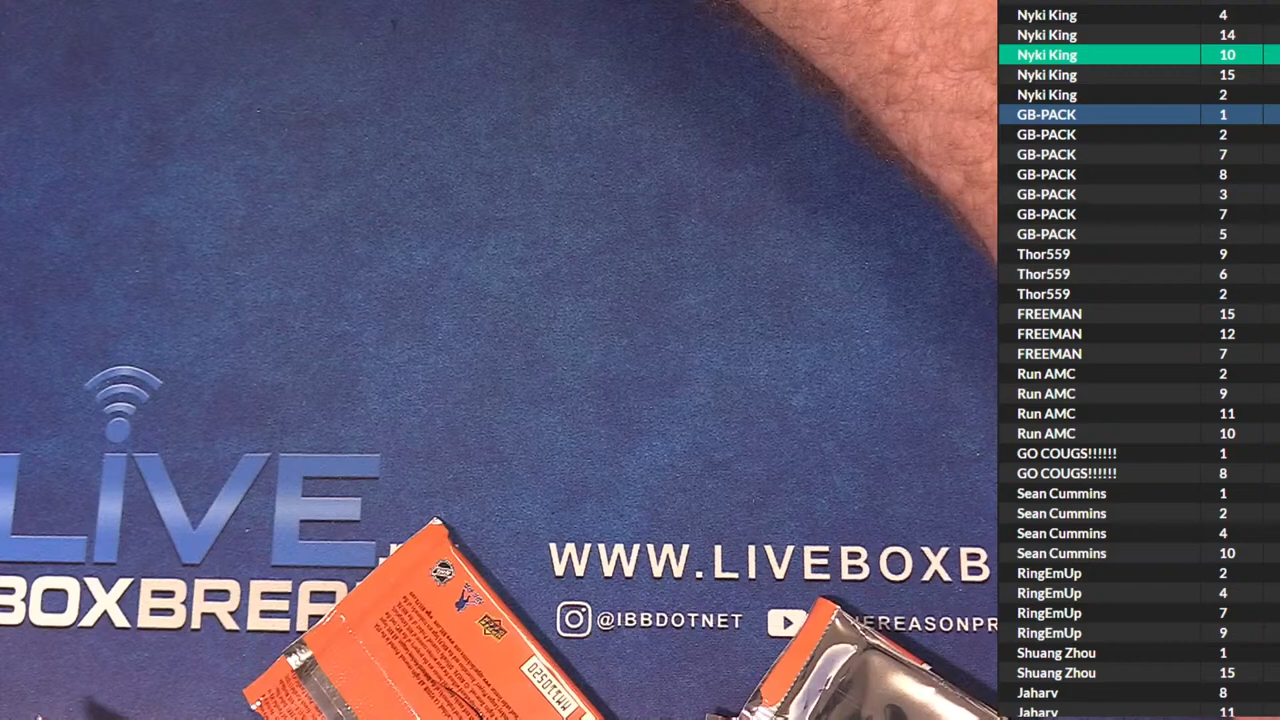 Nyki King 4
Nyki King 14
Nyki King 10
Nyki King 15
Nyki King 2
GB-PACK 1
GB-PACK 2
GB-PACK 7
GB-PACK 8
GB-PACK 3
GB-PACK 7
GB-PACK 5
Thor559 9
Thor559 6
Thor559 2
FREEMAN 15
FREEMAN 12
FREEMAN 7
Run AMC 2
Run AMC 9
Run AMC 11
Run AMC 10
GO COUGS!!!!!! 1
GO COUGS!!!!!! 8
Sean Cummins 1
Sean Cummins 2
Sean Cummins 4
Sean Cummins 10
RingEmUp 2
RingEmUp 4
RingEmUp 7
RingEmUp 9
Shuang Zhou 1
Shuang Zhou 15
Jaharv 8
Jaharv 11
LIVE
BOXBREA
WWW.LIVEBOXB
@IBBDOTNET
HEREASONPR